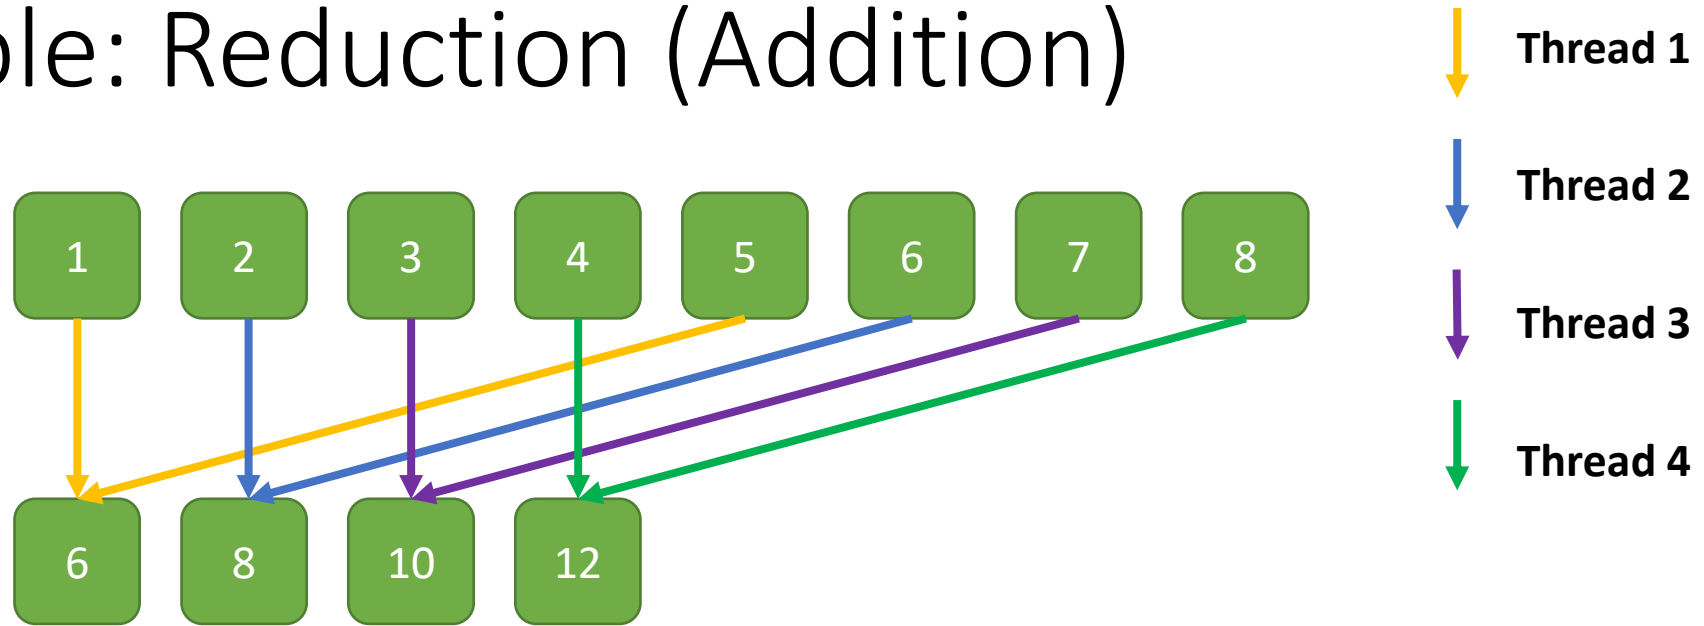 ole: Reduction (Addition)
Thread 1
Thread 2
1 2 3 4 5 6 7 8
Thread 3
Thread 4
6 8 10 12